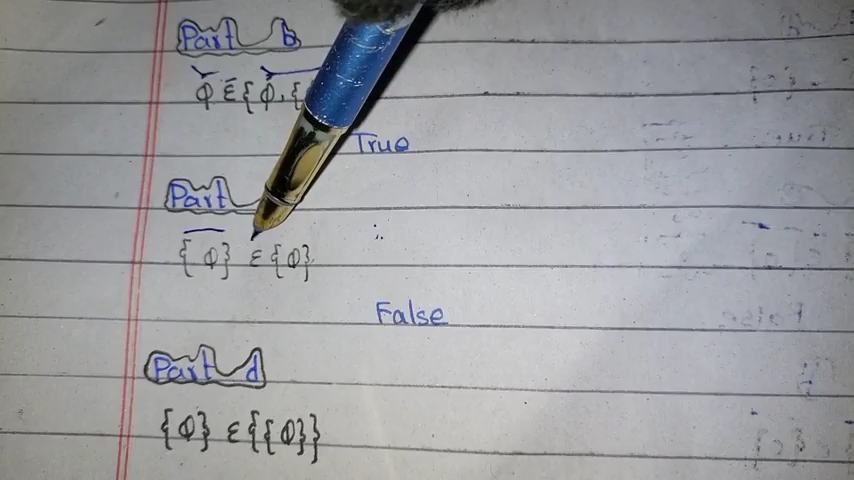 Part b
Φ ε {Φ, {
True
Part
{Φ} ε {Φ}
False
Part d
{Φ} ε {{Φ}}